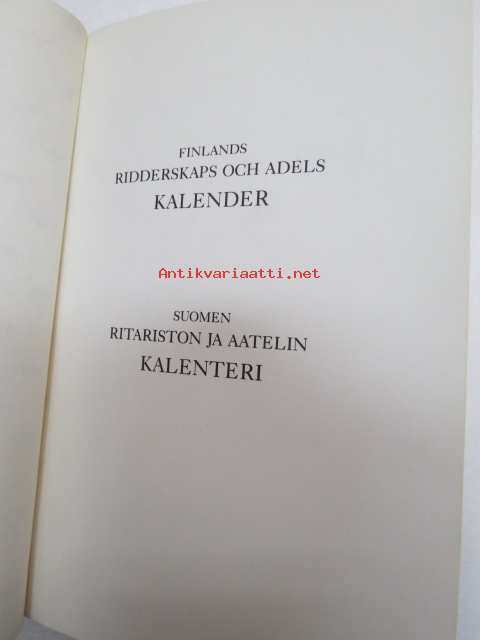 FINLANDS
RIDDERSKAPS OCH ADELS
KALENDER
Antikvariaatti.net
SUOMEN
RITARISTON JA AATELIN
KALENTERI